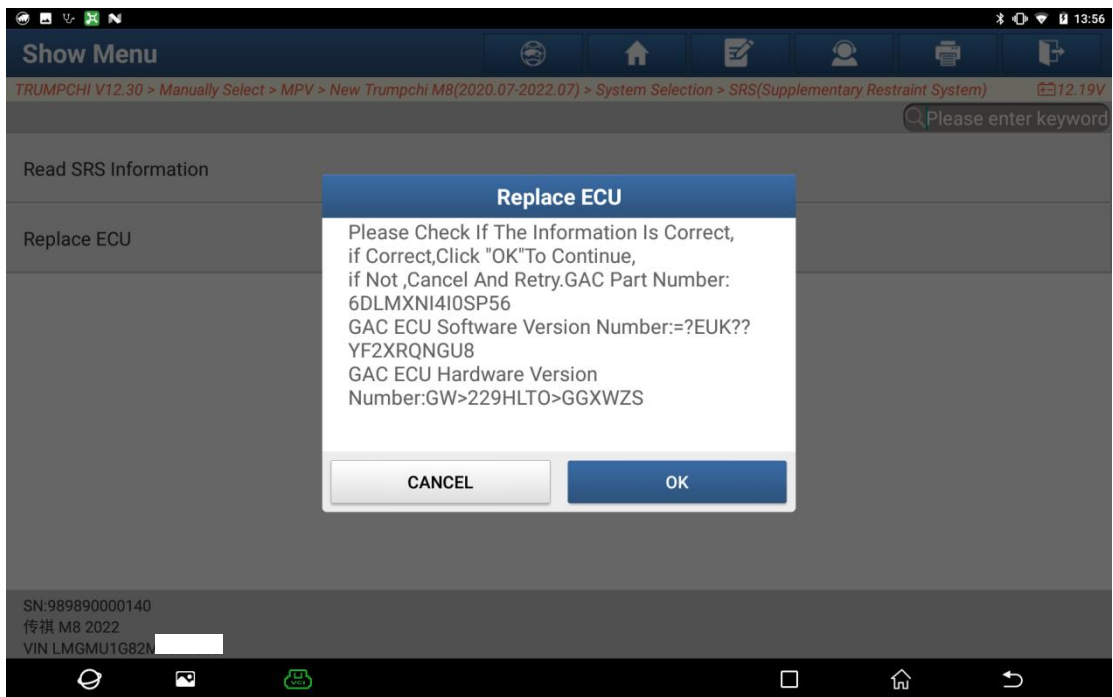 13:56
Show Menu
TRUMPCHI V12.30 > Manually Select > MPV > New Trumpchi M8(2020.07-2022.07) > System Selection > SRS(Supplementary Restraint System) 12.19V
Please enter keyword
Read SRS Information
Replace ECU
Replace ECU
Please Check If The Information Is Correct,
if Correct,Click "OK"To Continue,
if Not ,Cancel And Retry.GAC Part Number:
6DLMXNI4I0SP56
GAC ECU Software Version Number:=?EUK??
YF2XRQNGU8
GAC ECU Hardware Version
Number:GW>229HLTO>GGXWZS
CANCEL OK
SN:989890000140
传祺 M8 2022
VIN LMGMU1G82M
VCI